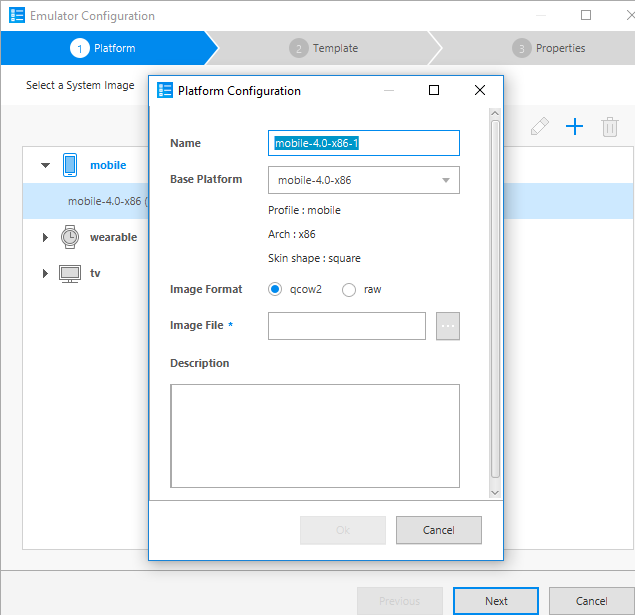 Emulator Configuration
1 Platform
2 Template
3 Properties
Select a System Image
mobile
mobile-4.0-x86 (
wearable
tv
Platform Configuration
Name
mobile-4.0-x86-1
Base Platform
mobile-4.0-x86
Profile : mobile
Arch : x86
Skin shape : square
Image Format
qcow2
raw
Image File *
...
Description
Ok
Cancel
Previous
Next
Cancel